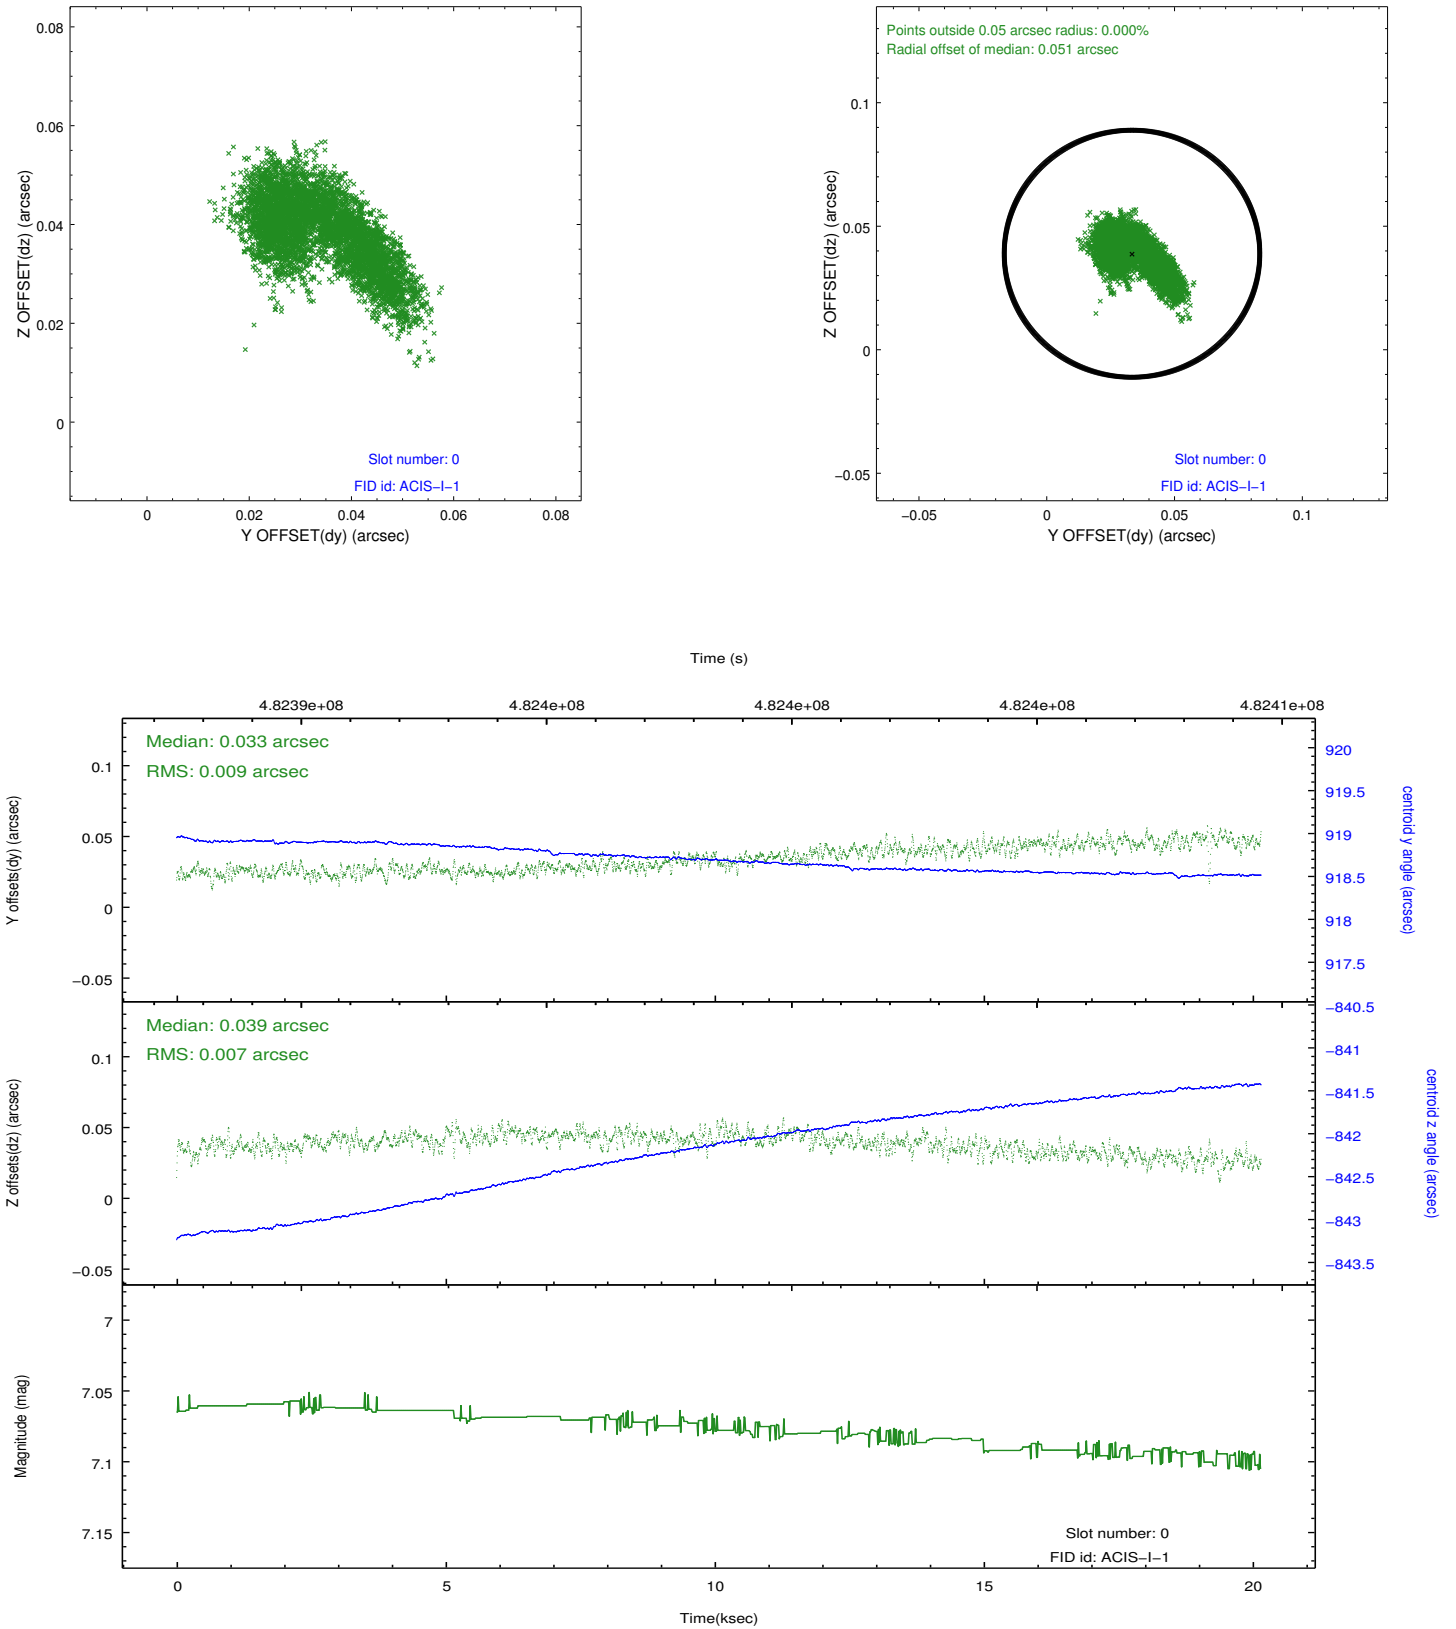 0.08
0.06
0.04
0.02
0
Z OFFSET(dz) (arcsec)
Slot number: 0
FID id: ACIS−I−1
0 0.02 0.04 0.06 0.08
Y OFFSET(dy) (arcsec)
Points outside 0.05 arcsec radius: 0.000%
Radial offset of median: 0.051 arcsec
0.1
0.05
0
−0.05
Z OFFSET(dz) (arcsec)
Slot number: 0
FID id: ACIS−I−1
−0.05 0 0.05 0.1
Y OFFSET(dy) (arcsec)
Time (s)
4.8239e+08 4.824e+08 4.824e+08 4.824e+08 4.8241e+08
Median: 0.033 arcsec
RMS: 0.009 arcsec
0.1
0.05
0
−0.05
Y offsets(dy) (arcsec)
920
919.5
919
918.5
918
917.5
centroid y angle (arcsec)
Median: 0.039 arcsec
RMS: 0.007 arcsec
0.1
0.05
0
−0.05
Z offsets(dz) (arcsec)
−840.5
−841
−841.5
−842
−842.5
−843
−843.5
centroid z angle (arcsec)
7
7.05
7.1
7.15
Magnitude (mag)
Slot number: 0
FID id: ACIS−I−1
0 5 10 15 20
Time(ksec)